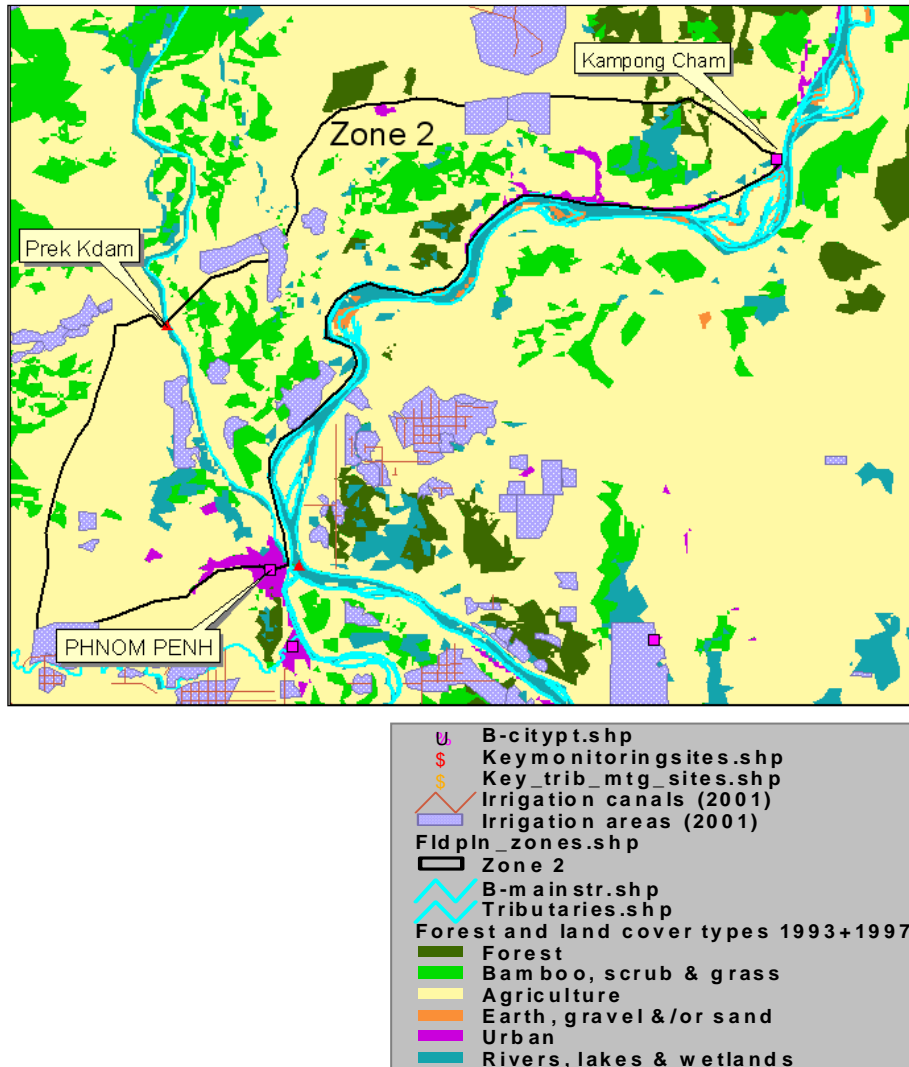 Kampong Cham
Zone 2
Prek Kdam
PHNOM PENH
U % B-citypt.shp
$ Keymonitoringsites.shp
$ Key_trib_mtg_sites.shp
Irrigation canals (2001)
Irrigation areas (2001)
Fldpln_zones.shp
Zone 2
B-mainstr.shp
Tributaries.shp
Forest and land cover types 1993+1997
Forest
Bamboo, scrub & grass
Agriculture
Earth, gravel &/or sand
Urban
Rivers, lakes & wetlands